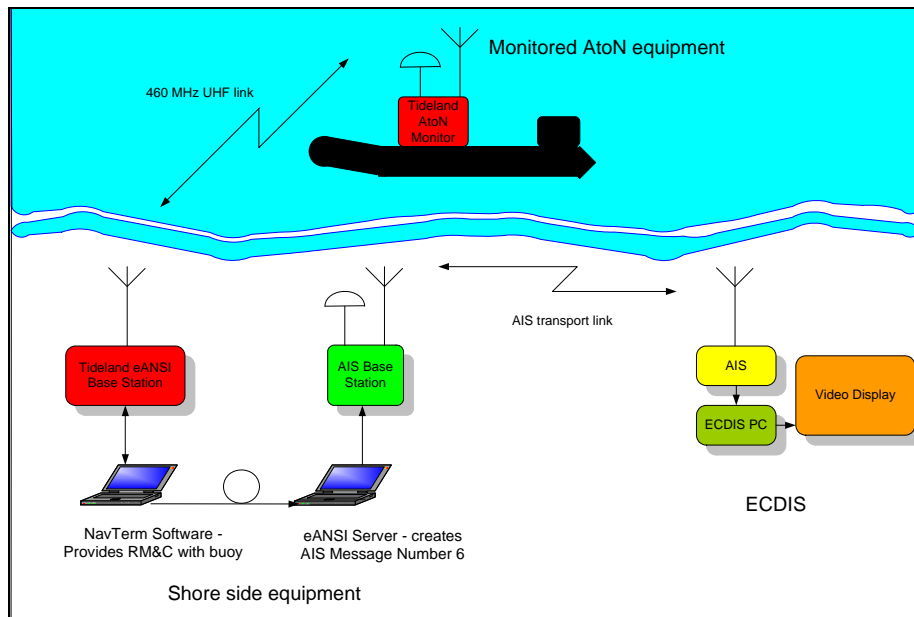 Monitored AtoN equipment
460 MHz UHF link
Tideland
AtoN
Monitor
AIS transport link
Tideland eANSI
Base Station
AIS Base
Station
AIS
Video Display
ECDIS PC
ECDIS
NavTerm Software -
Provides RM&C with buoy
eANSI Server - creates
AIS Message Number 6
Shore side equipment